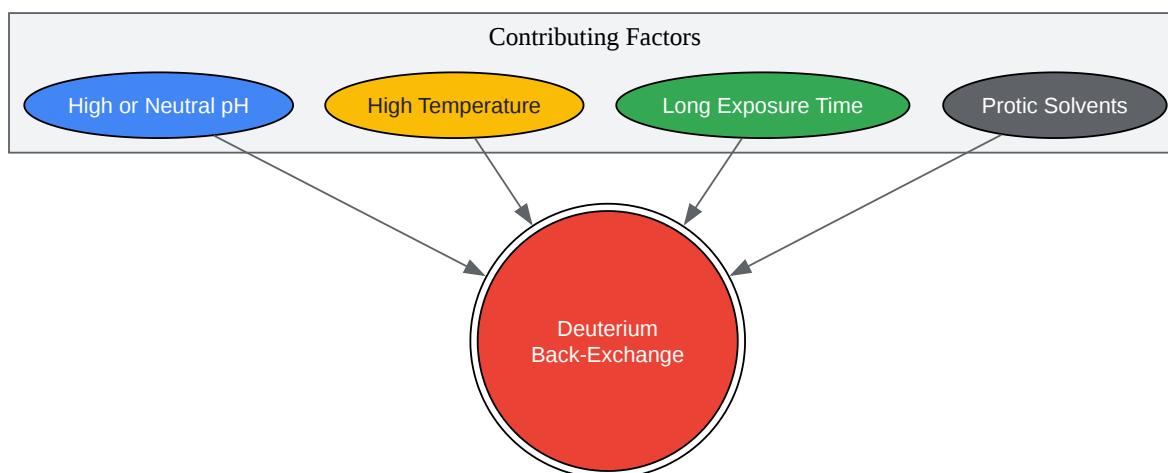 Contributing Factors
High or Neutral pH
High Temperature
Long Exposure Time
Protic Solvents
Deuterium
Back-Exchange